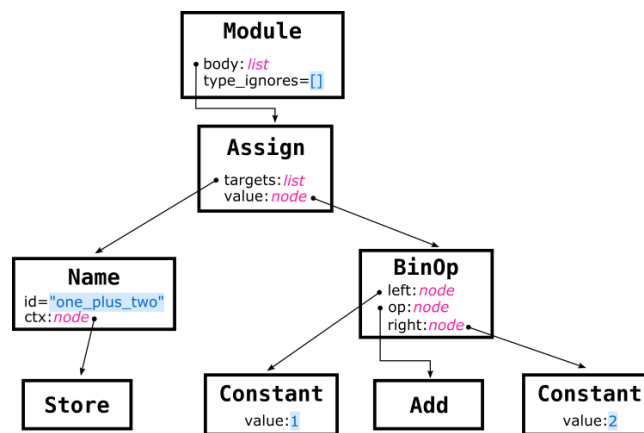 Module
body:list
type_ignores=[]
Assign
targets:list
value:node
Name
id="one_plus_two"
ctx:node
BinOp
left:node
op:node
right:node
Store
Constant
value:1
Add
Constant
value:2